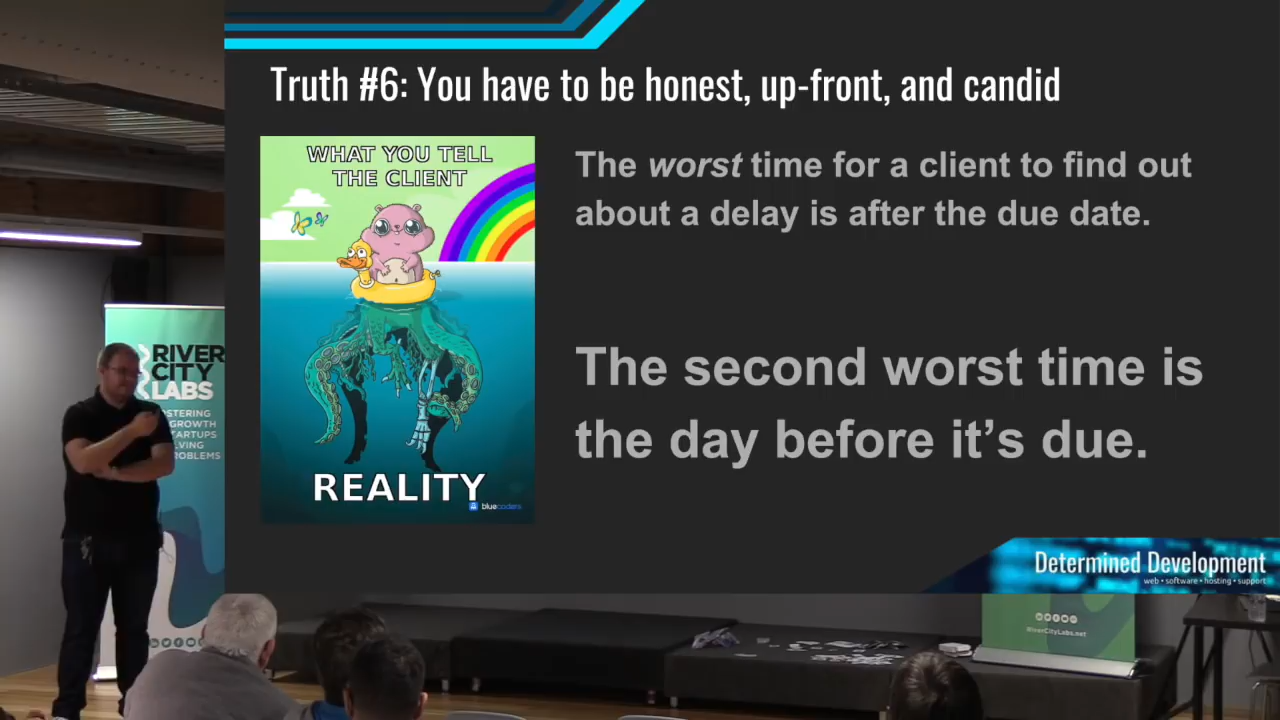 Truth #6: You have to be honest, up-front, and candid
WHAT YOU TELL
THE CLIENT
REALITY
bluecoders
The worst time for a client to find out
about a delay is after the due date.
The second worst time is
the day before it's due.
Determined Development
web • software • hosting • support
RIVER
CITY
LABS
GROWTH
RiverCityLabs.net